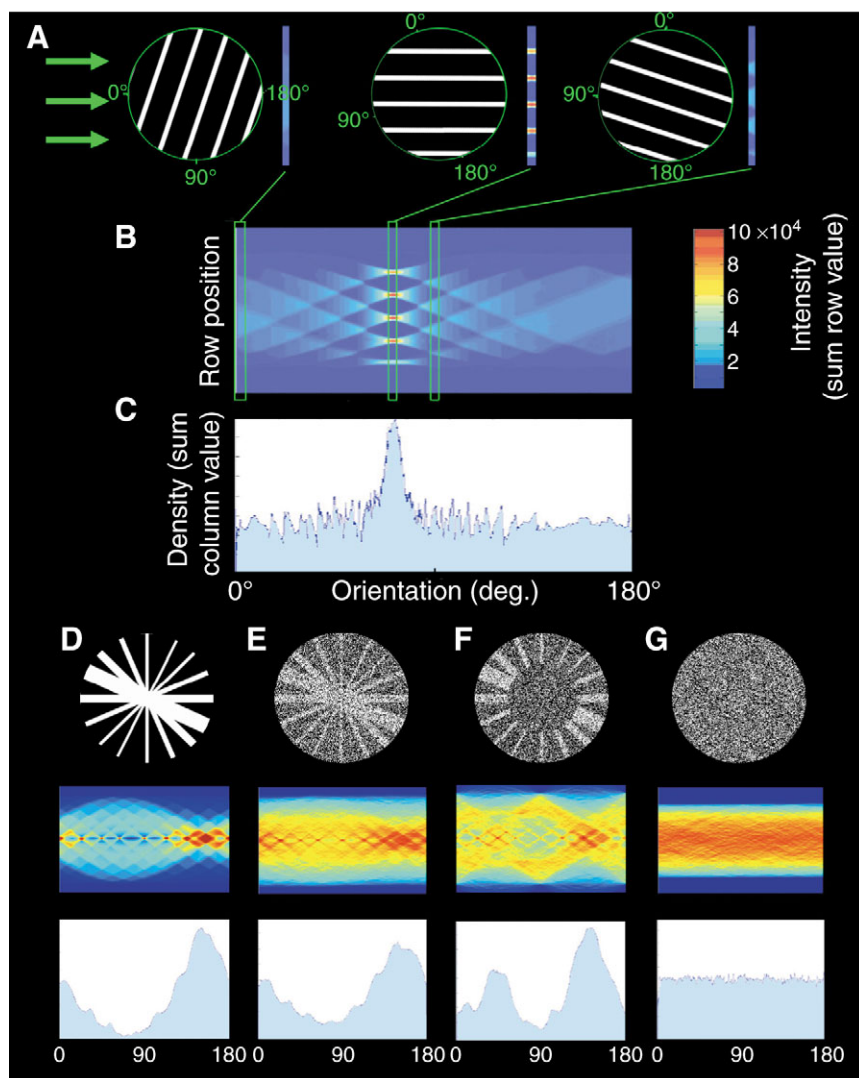 A
0°
180°
90°
0°
90°
180°
0°
90°
180°
B
Row position
10 ×10⁴
8
6
4
2
Intensity
(sum row value)
C
Density (sum
column value)
0°
Orientation (deg.)
180°
D
E
F
G
0
90
180
0
90
180
0
90
180
0
90
180